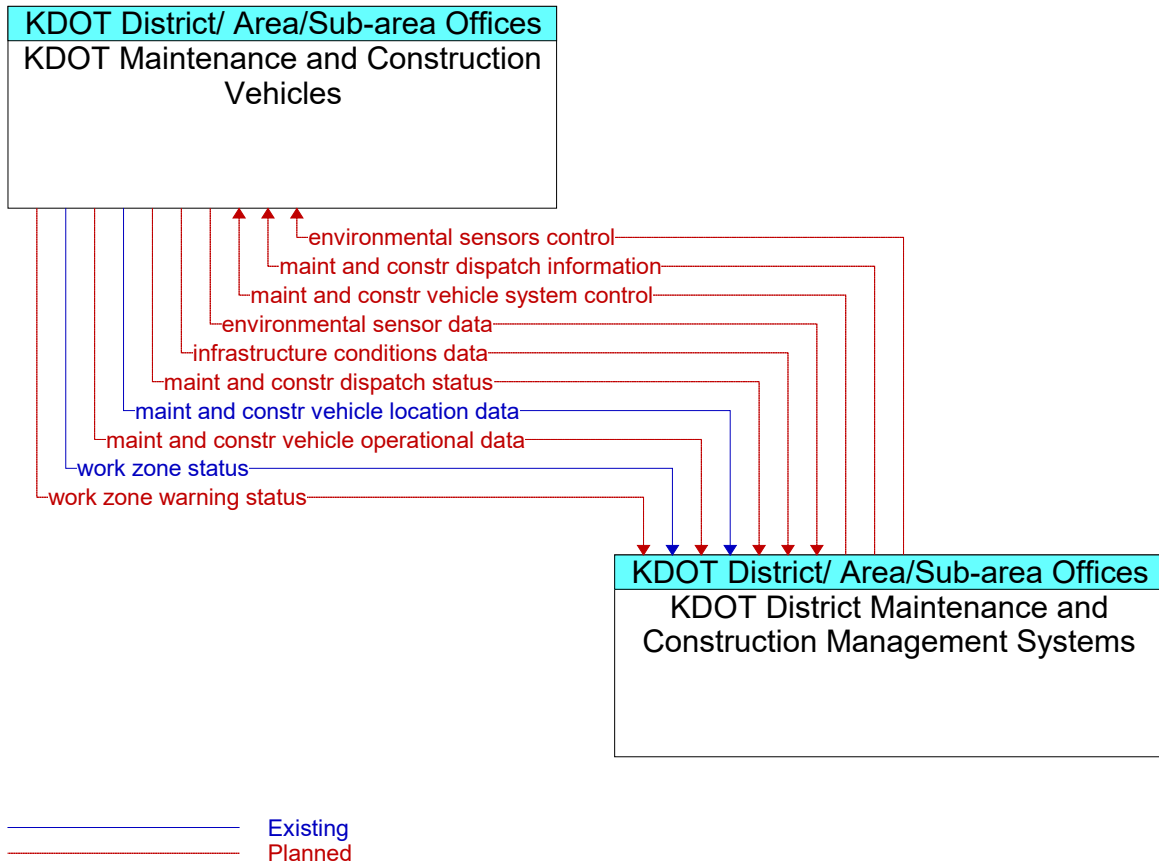 KDOT District/ Area/Sub-area Offices
KDOT Maintenance and Construction
Vehicles
environmental sensors control
maint and constr dispatch information
maint and constr vehicle system control
environmental sensor data
infrastructure conditions data
maint and constr dispatch status
maint and constr vehicle location data
maint and constr vehicle operational data
work zone status
work zone warning status
KDOT District/ Area/Sub-area Offices
KDOT District Maintenance and
Construction Management Systems
Existing
Planned